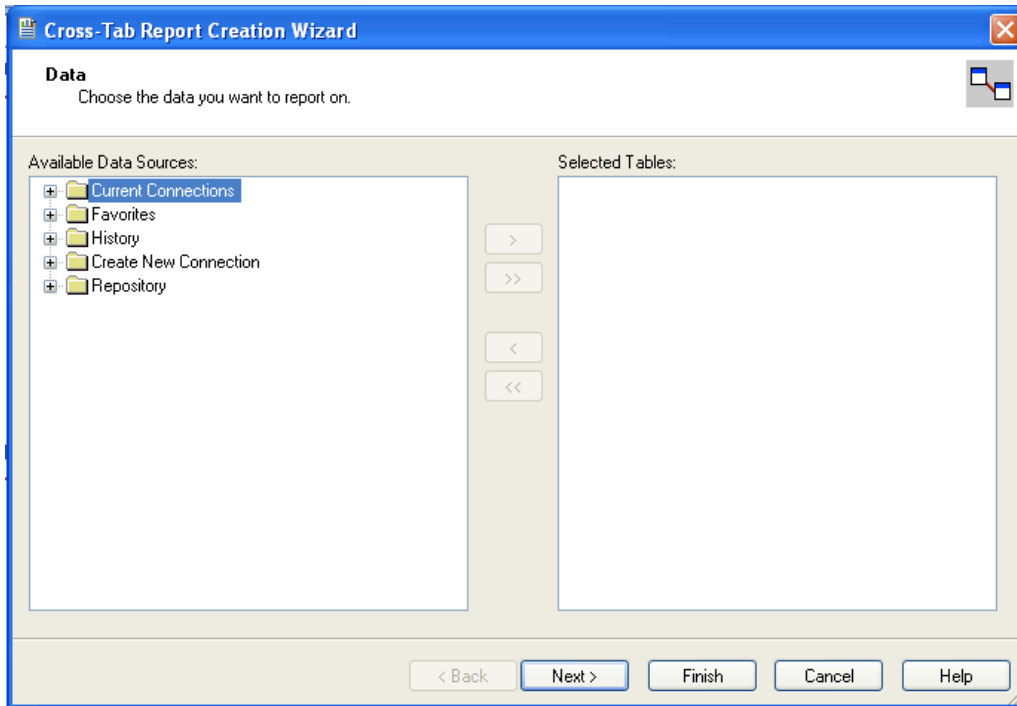 Cross-Tab Report Creation Wizard
Data
Choose the data you want to report on.
Available Data Sources:
Selected Tables:
Current Connections
Favorites
History
Create New Connection
Repository
>
>>
<
<<
< Back
Next >
Finish
Cancel
Help